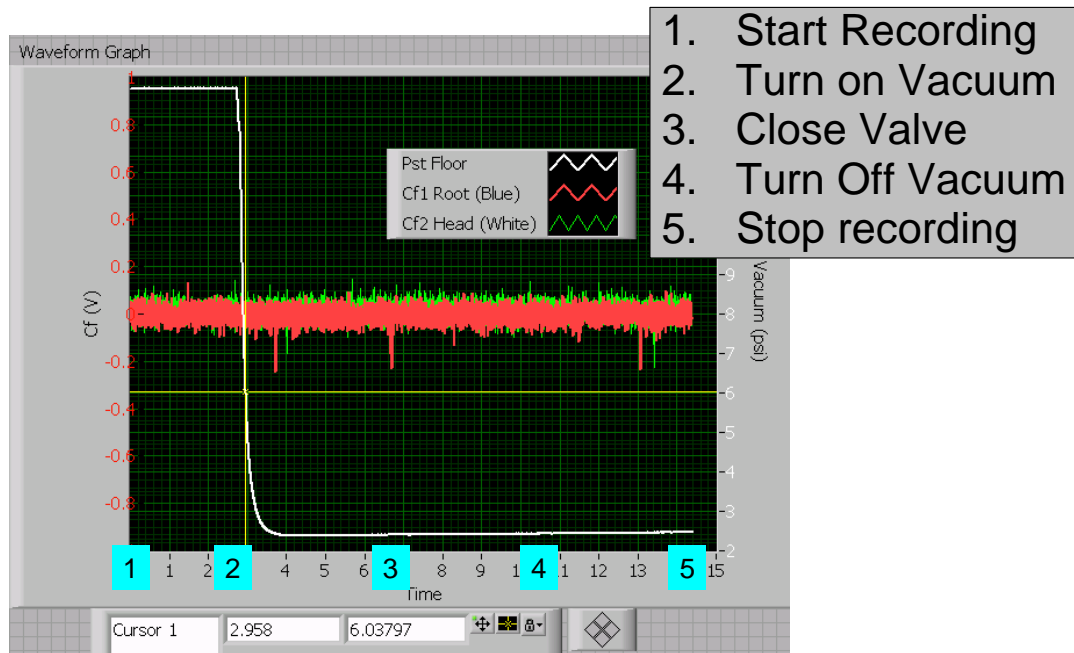 1. Start Recording
2. Turn on Vacuum
3. Close Valve
4. Turn Off Vacuum
5. Stop recording
Waveform Graph
Pst Floor
Cf1 Root (Blue)
Cf2 Head (White)
Cf (V)
1
0.8
0.6
0.4
0.2
0
-0.2
-0.4
-0.6
-0.8
Vacuum (psi)
9
8
7
6
5
4
3
2
1 1 2 2 4 5 6 3 8 9 4 11 12 13 5 15
Time
Cursor 1 2.958 6.03797